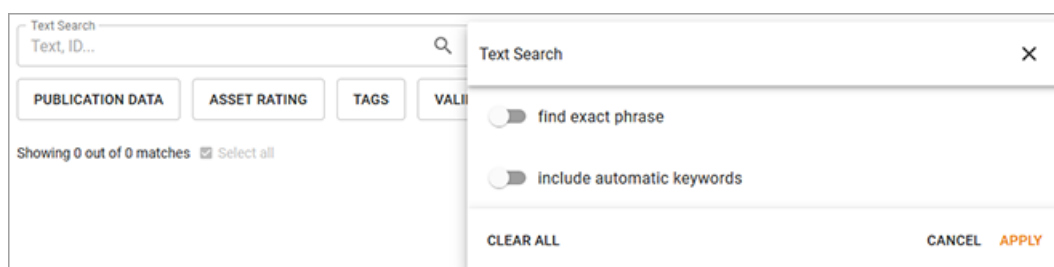 Text Search
Text, ID...
PUBLICATION DATA
ASSET RATING
TAGS
Showing 0 out of 0 matches
Select all
Text Search
find exact phrase
include automatic keywords
CLEAR ALL
CANCEL
APPLY